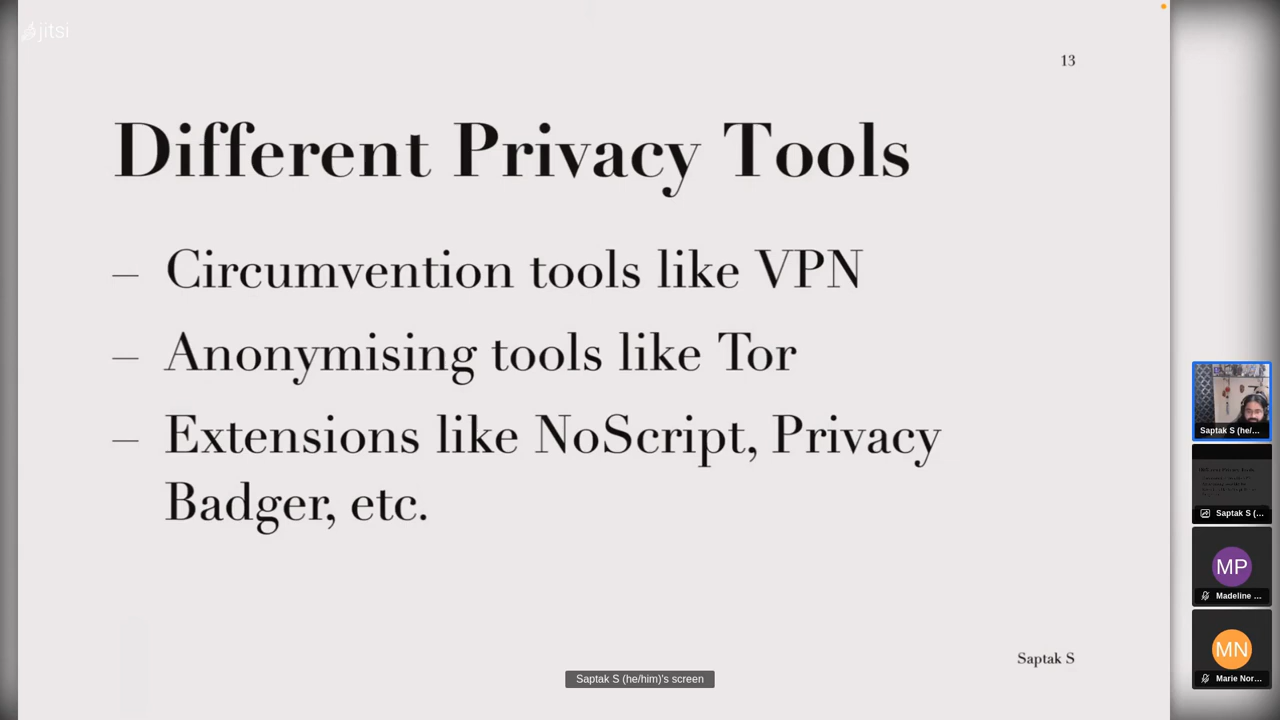 jitsi
13
Different Privacy Tools
– Circumvention tools like VPN
– Anonymising tools like Tor
– Extensions like NoScript, Privacy
Badger, etc.
Saptak S
Saptak S (he/him)'s screen
Saptak S (he/...
Saptak S (...
MP
Madeline ...
MN
Marie Nor...